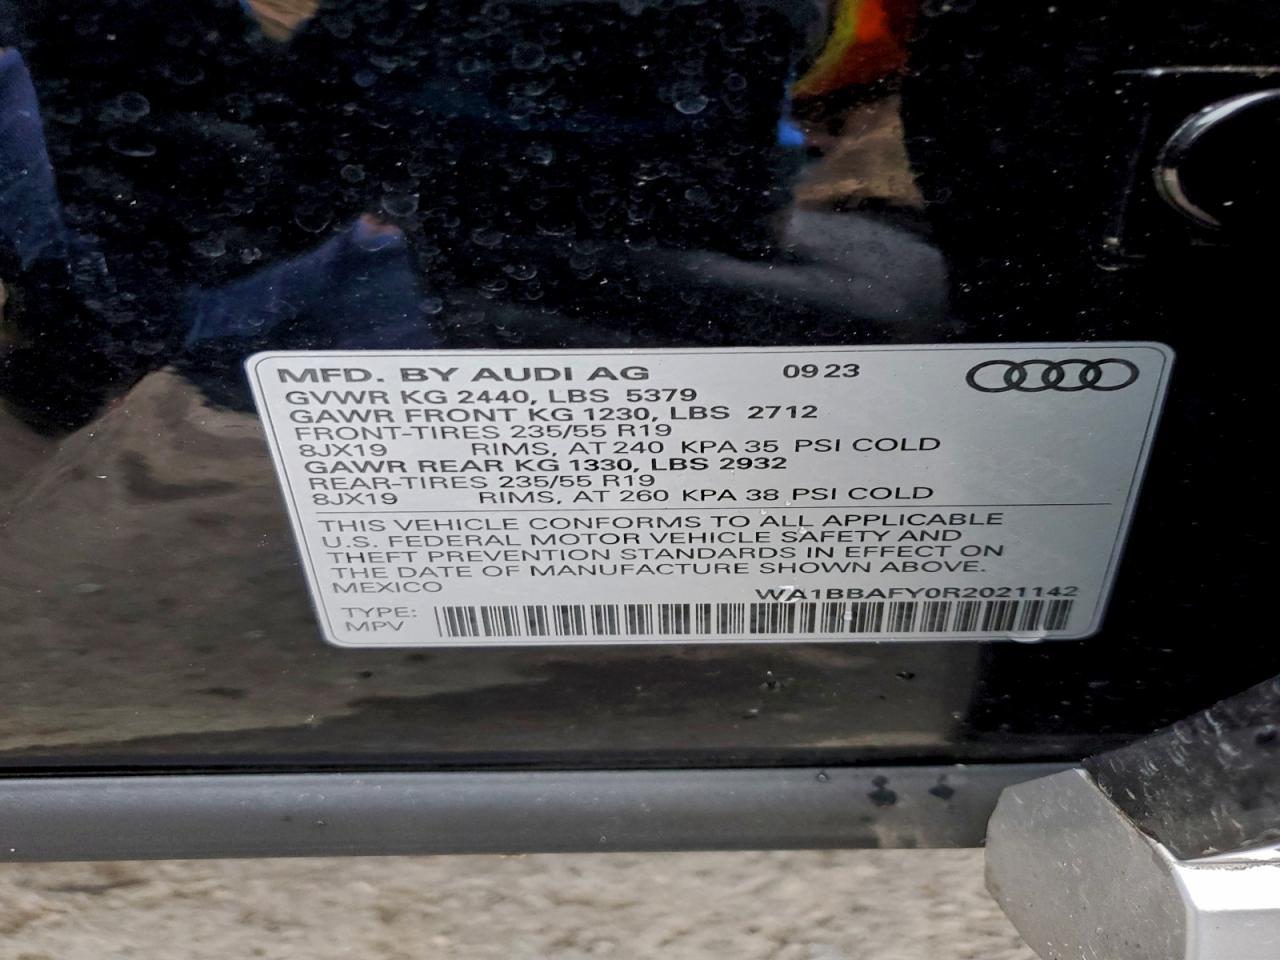 MFD. BY AUDI AG 09 23
GVWR KG 2440, LBS 5379
GAWR FRONT KG 1230, LBS 2712
FRONT-TIRES 235/55 R19
8JX19 RIMS, AT 240 KPA 35 PSI COLD
GAWR REAR KG 1330, LBS 2932
REAR-TIRES 235/55 R19
8JX19 RIMS, AT 260 KPA 38 PSI COLD
THIS VEHICLE CONFORMS TO ALL APPLICABLE
U.S. FEDERAL MOTOR VEHICLE SAFETY AND
THEFT PREVENTION STANDARDS IN EFFECT ON
THE DATE OF MANUFACTURE SHOWN ABOVE.
MEXICO WA1BBAFY0R2021142
TYPE:
MPV